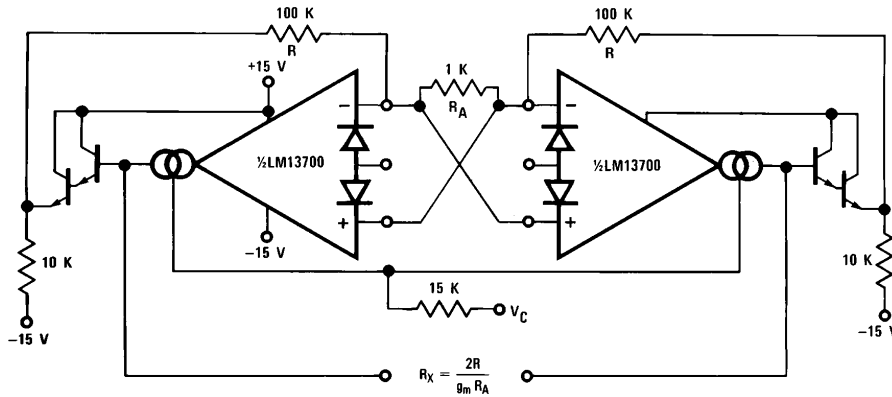 100 K
R
1 K
R_A
100 K
R
+15 V
½LM13700
−
+
−15 V
−
+
½LM13700
10 K
−15 V
10 K
−15 V
15 K
V_C
R_X = 2R / g_m R_A